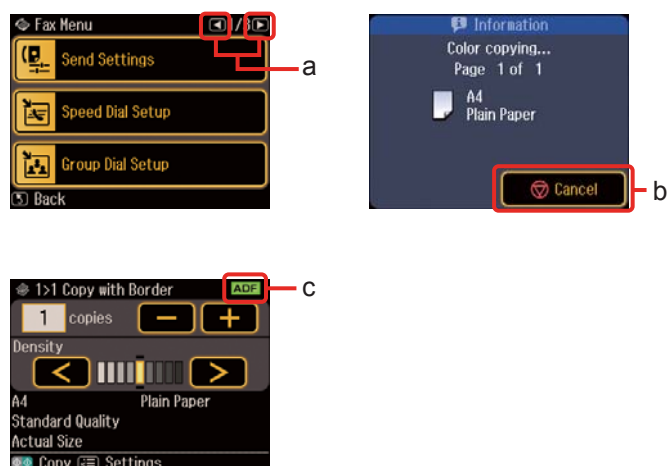 Fax Menu 1/3
Send Settings
Speed Dial Setup
Group Dial Setup
Back
a
Information
Color copying...
Page 1 of 1
A4
Plain Paper
Cancel
b
1>1 Copy with Border ADF
1 copies
Density
A4 Plain Paper
Standard Quality
Actual Size
Copy Settings
c